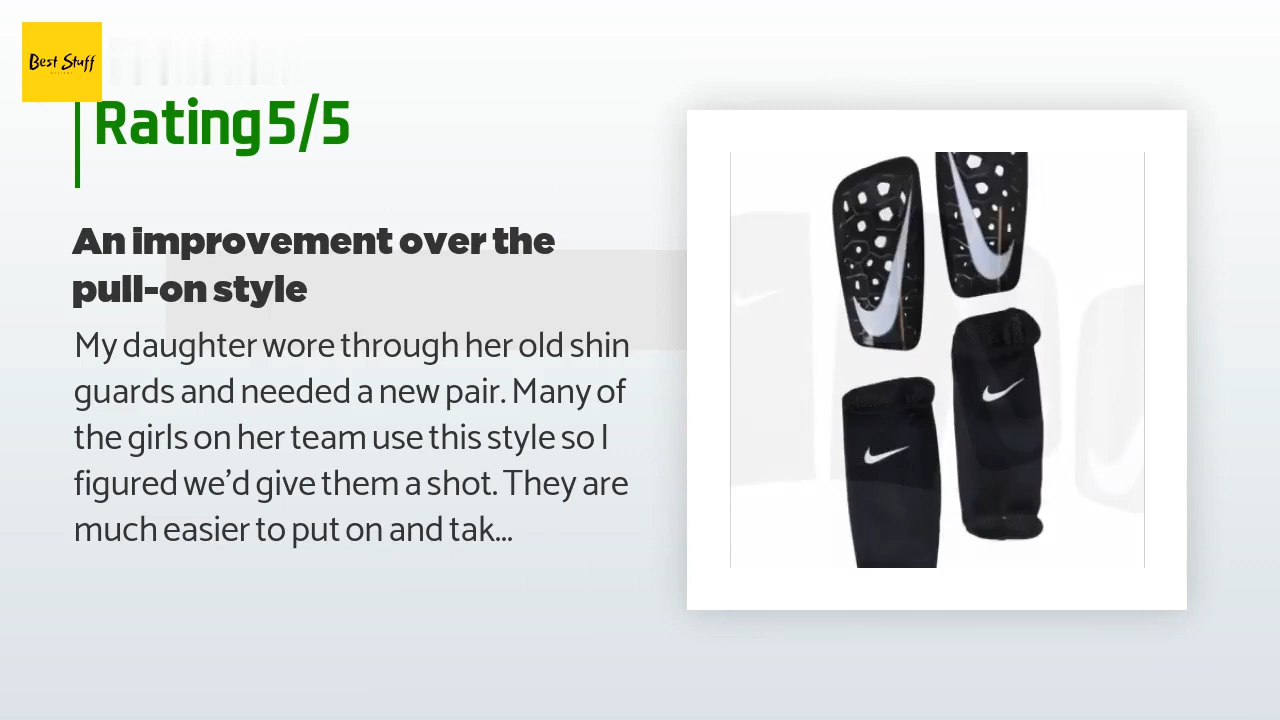 Best Stuff
Rating 5/5
An improvement over the
pull-on style
My daughter wore through her old shin
guards and needed a new pair. Many of
the girls on her team use this style so I
figured we’d give them a shot. They are
much easier to put on and tak...